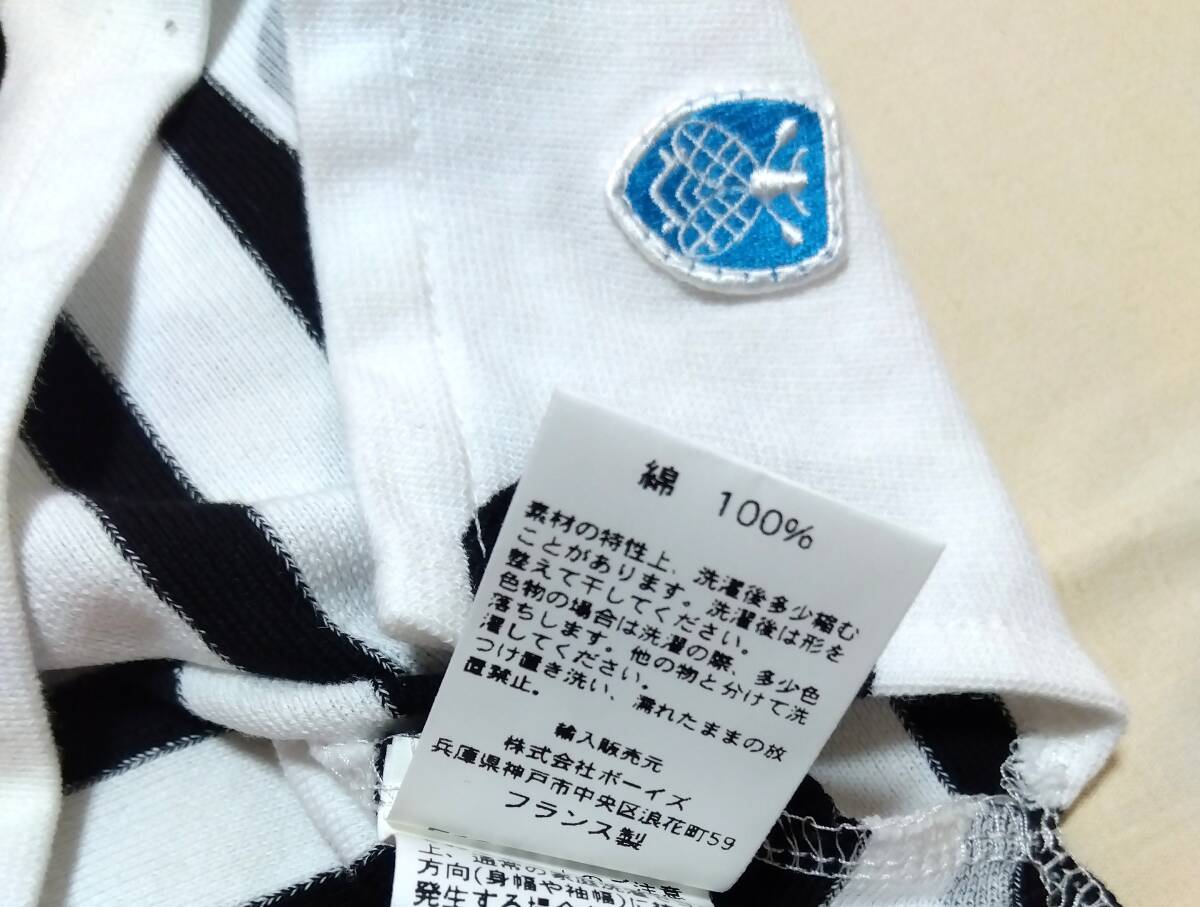 綿 100%
素材の特性上、洗濯後多少縮む
ことがあります。洗濯後は形を
整えて干してください。
色物の場合は洗濯の際、多少色
落ちします。他の物と分けて洗
濯してください。
つけ置き洗い、濡れたままの放
置禁止。
輸入販売元
株式会社ボーイズ
兵庫県神戸市中央区浪花町59
フランス製
方向(身幅や袖幅)に
発生する場合